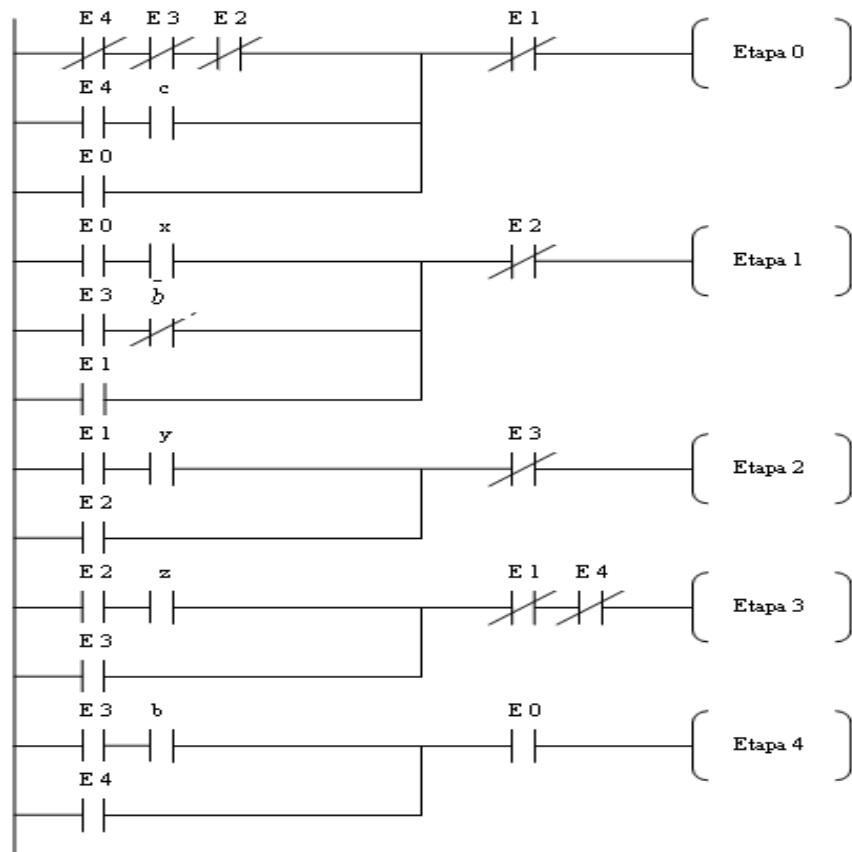 E 4 E 3 E 2 E 1
Etapa 0
E 4 c
E 0
E 0 x E 2
Etapa 1
E 3 b̄
E 1
E 1 y E 3
Etapa 2
E 2
E 2 z E 1 E 4
Etapa 3
E 3
E 3 b E 0
Etapa 4
E 4